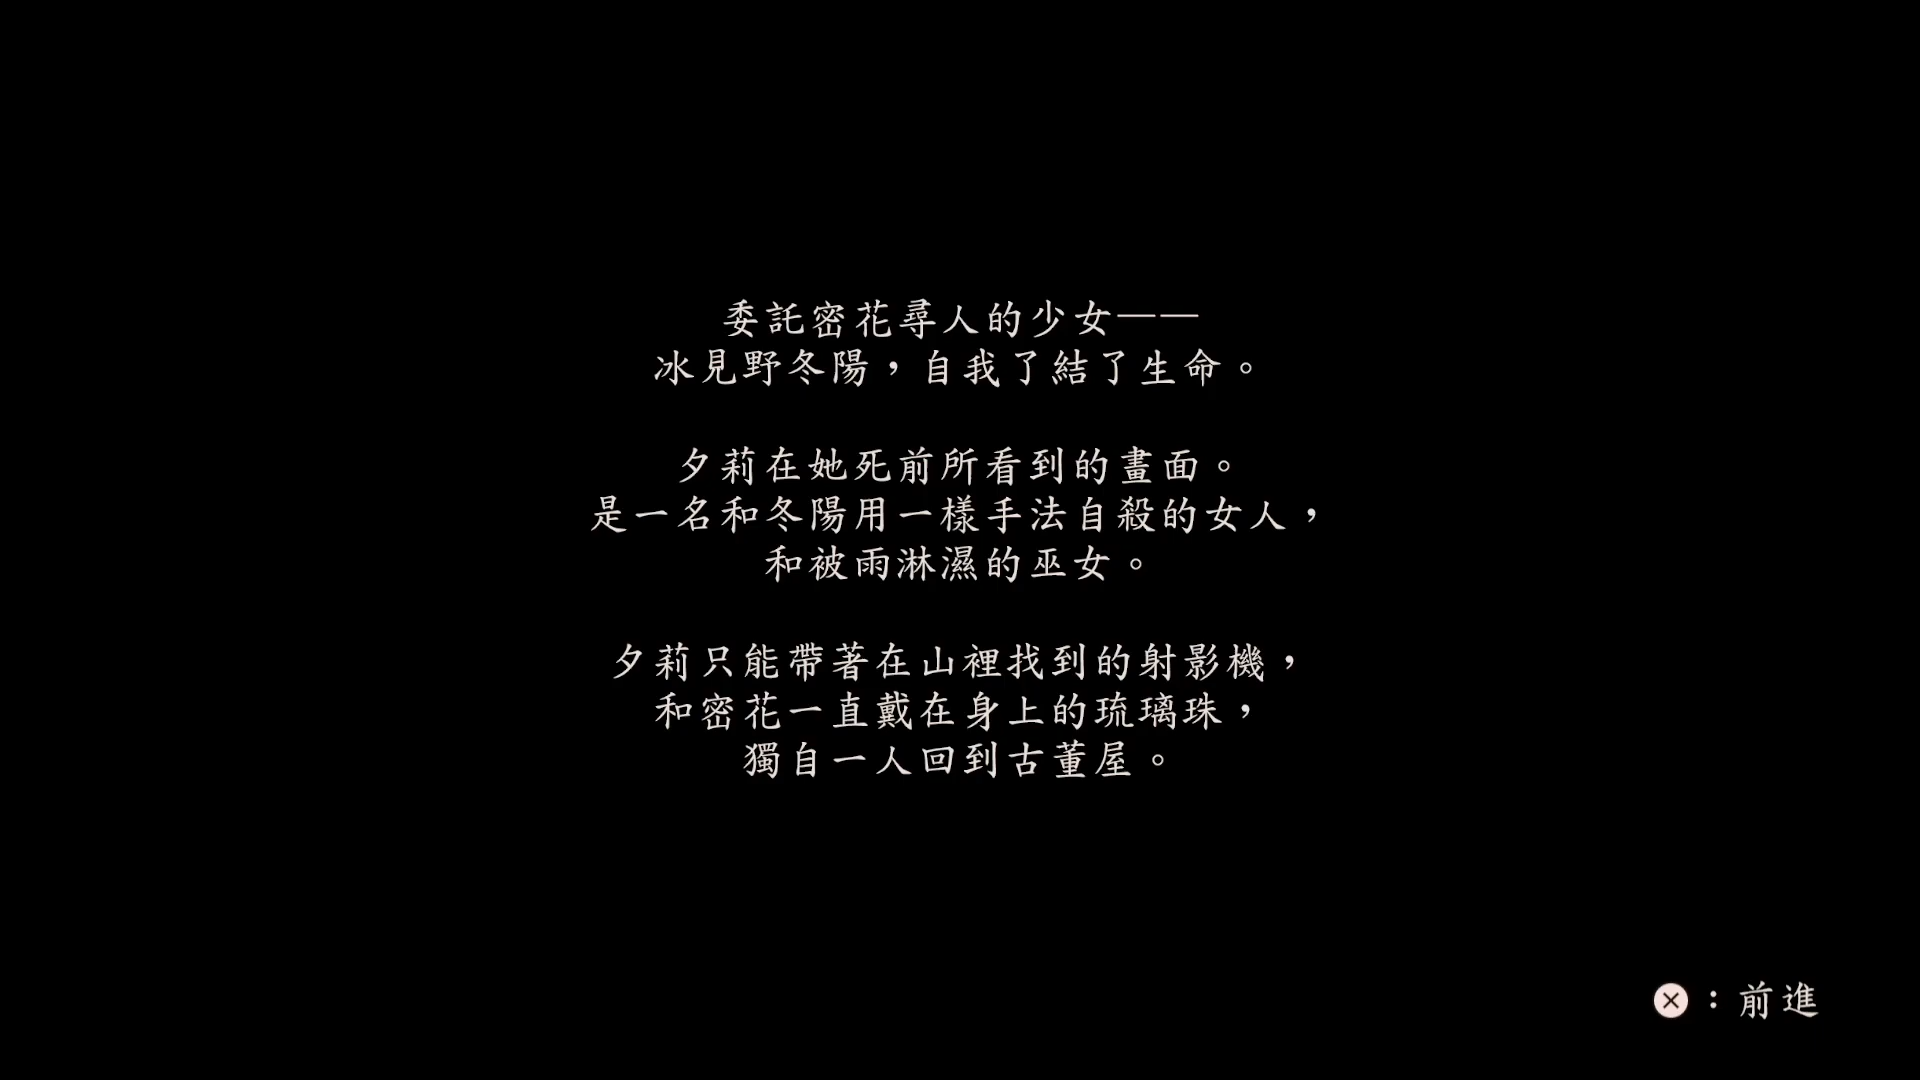 委託密花尋人的少女——
冰見野冬陽，自我了結了生命。
夕莉在她死前所看到的畫面。
是一名和冬陽用一樣手法自殺的女人，
和被雨淋濕的巫女。
夕莉只能帶著在山裡找到的射影機，
和密花一直戴在身上的琉璃珠，
獨自一人回到古董屋。
ⓧ：前進